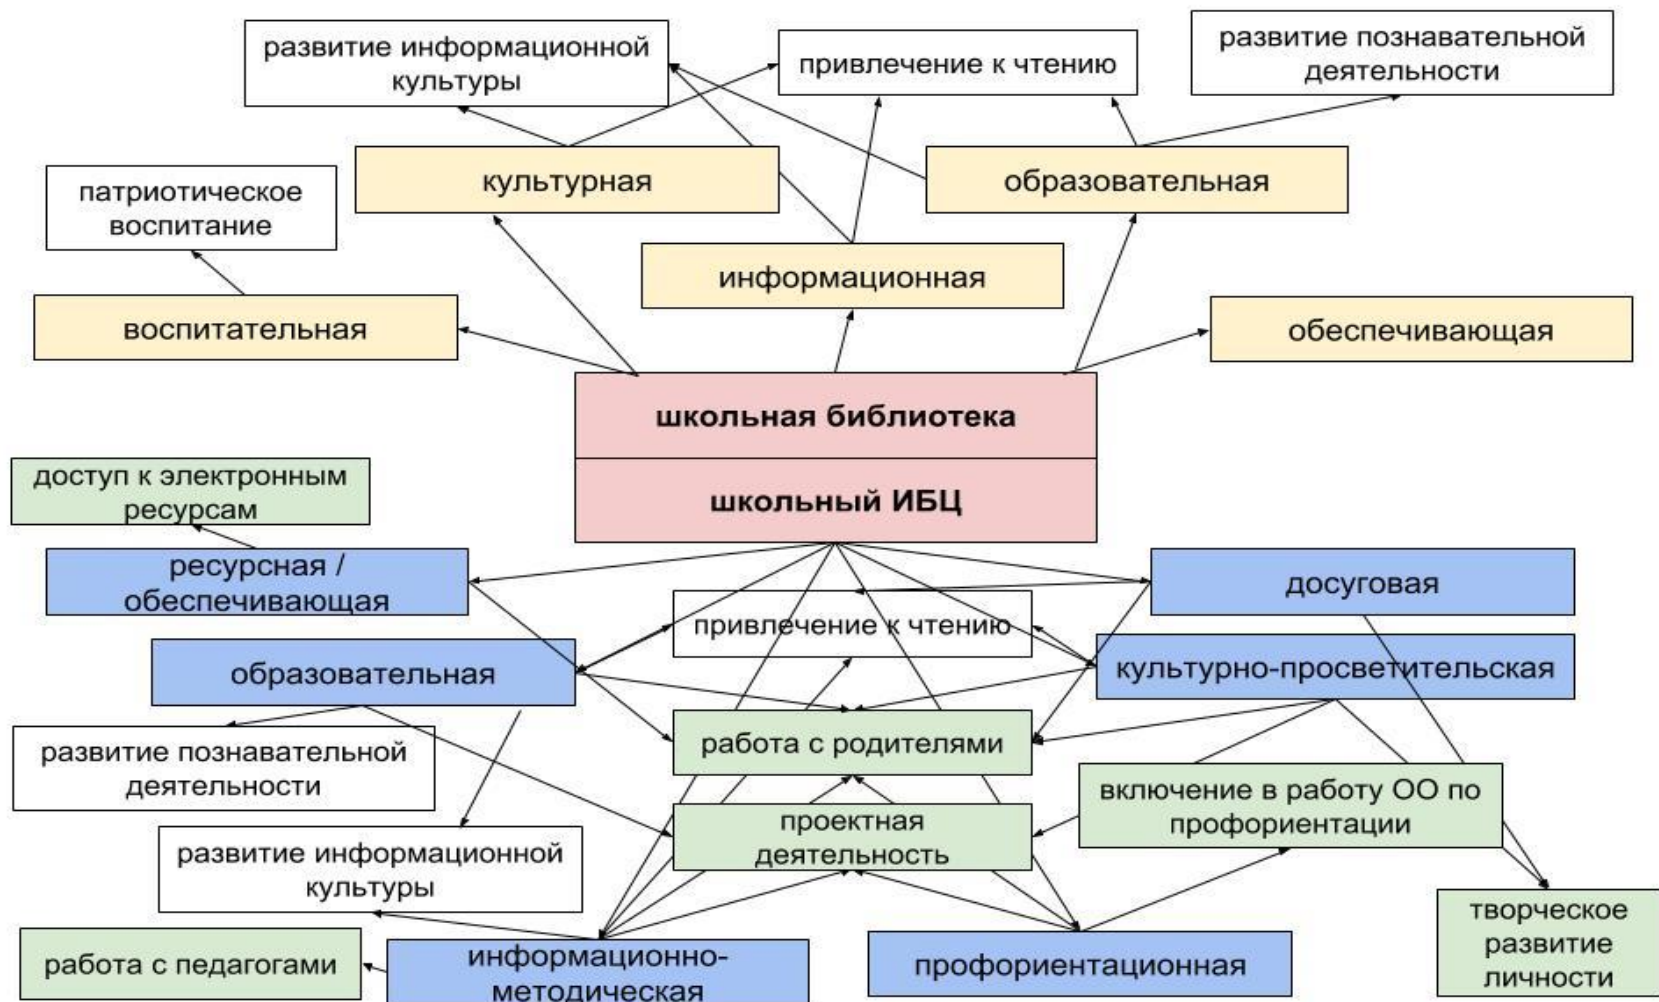 развитие информационной
культуры
привлечение к чтению
развитие познавательной
деятельности
патриотическое
воспитание
культурная
образовательная
информационная
воспитательная
обеспечивающая
школьная библиотека
школьный ИБЦ
доступ к электронным
ресурсам
ресурсная /
обеспечивающая
досуговая
привлечение к чтению
образовательная
культурно-просветительская
развитие познавательной
деятельности
работа с родителями
включение в работу ОО по
профориентации
проектная
деятельность
развитие информационной
культуры
творческое
развитие
личности
работа с педагогами
информационно-
методическая
профориентационная